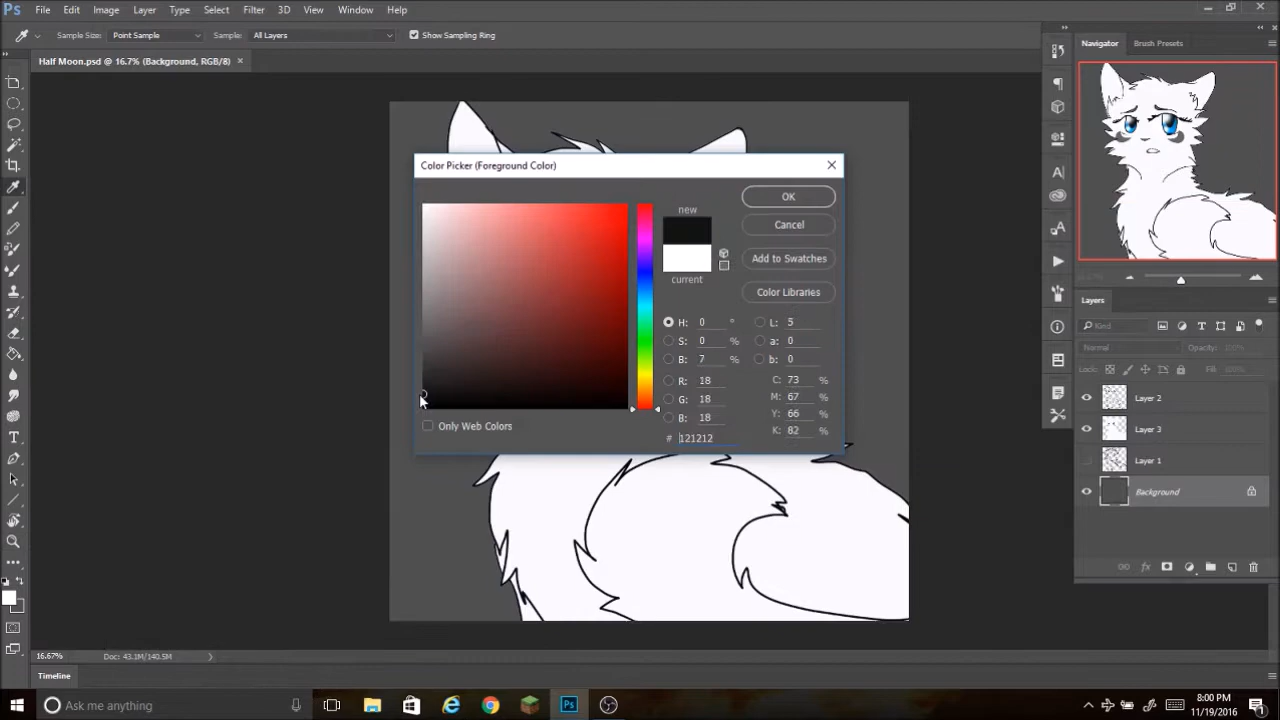 Ps File Edit Image Layer Type Select Filter 3D View Window Help
Sample Size: Point Sample Sample: All Layers Show Sampling Ring
Half Moon.psd @ 16.7% (Background, RGB/8) ×
Navigator Brush Presets
Color Picker (Foreground Color)
new
current
OK
Cancel
Add to Swatches
Color Libraries
H: 0 °
S: 0 %
B: 7 %
R: 18
G: 18
B: 18
# 121212
L: 5
a: 0
b: 0
C: 73 %
M: 67 %
Y: 66 %
K: 82 %
Only Web Colors
Layers
Kind
Normal Opacity: 100%
Lock: Fill: 100%
Layer 2
Layer 3
Layer 1
Background
16.67% Doc: 43.1M/140.5M
Timeline
Ask me anything
8:00 PM
11/19/2016